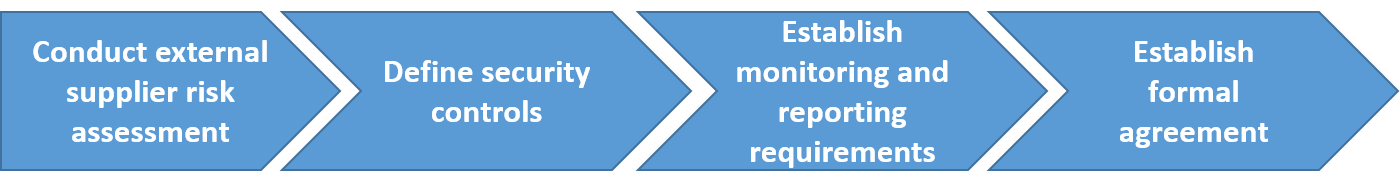 Conduct external
supplier risk
assessment
Define security
controls
Establish
monitoring and
reporting
requirements
Establish
formal
agreement